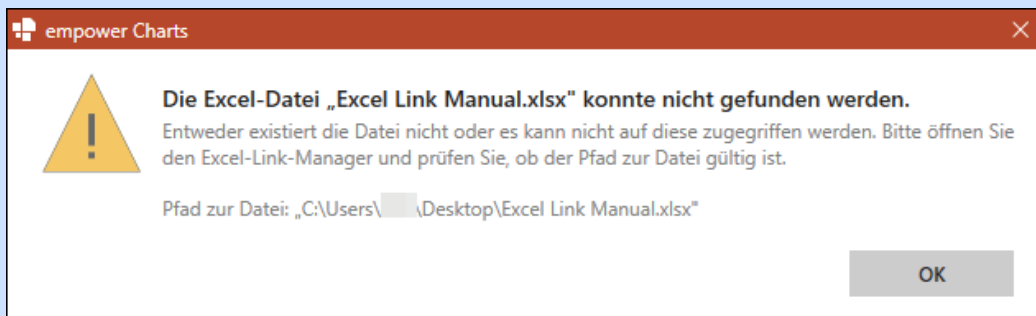 empower Charts
Die Excel-Datei „Excel Link Manual.xlsx" konnte nicht gefunden werden.
Entweder existiert die Datei nicht oder es kann nicht auf diese zugegriffen werden. Bitte öffnen Sie
den Excel-Link-Manager und prüfen Sie, ob der Pfad zur Datei gültig ist.
Pfad zur Datei: „C:\Users\ \Desktop\Excel Link Manual.xlsx"
OK